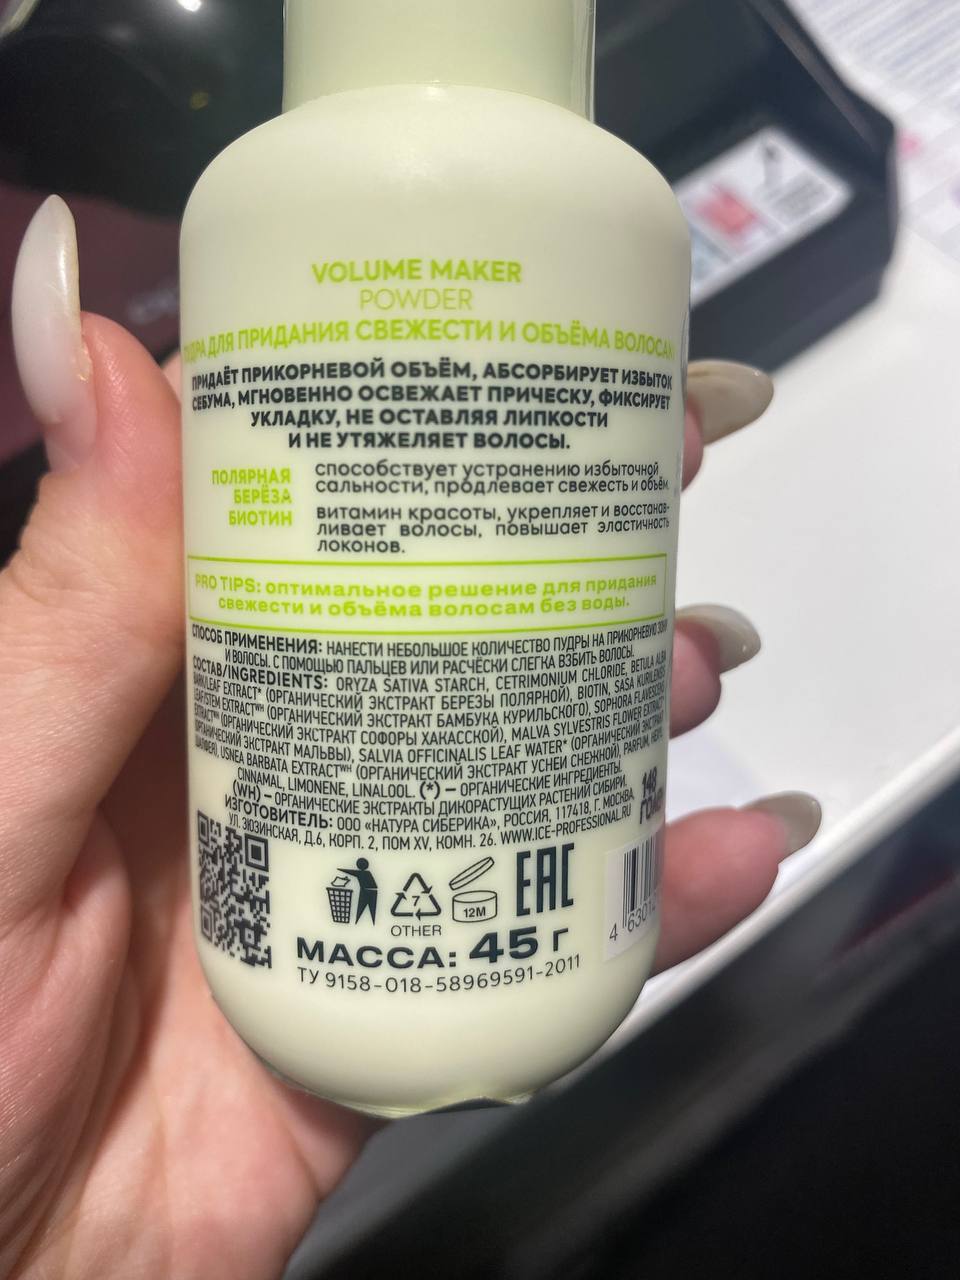 VOLUME MAKER
POWDER
ПУДРА ДЛЯ ПРИДАНИЯ СВЕЖЕСТИ И ОБЪЁМА ВОЛОСАМ
ПРИДАЁТ ПРИКОРНЕВОЙ ОБЪЁМ, АБСОРБИРУЕТ ИЗБЫТОК
СЕБУМА, МГНОВЕННО ОСВЕЖАЕТ ПРИЧЕСКУ, ФИКСИРУЕТ
УКЛАДКУ, НЕ ОСТАВЛЯЯ ЛИПКОСТИ
И НЕ УТЯЖЕЛЯЕТ ВОЛОСЫ.
ПОЛЯРНАЯ
БЕРЁЗА
способствует устранению избыточной
сальности, продлевает свежесть и объём.
БИОТИН
витамин красоты, укрепляет и восстанав-
ливает волосы, повышает эластичность
локонов.
PRO TIPS: оптимальное решение для придания
свежести и объёма волосам без воды.
СПОСОБ ПРИМЕНЕНИЯ: НАНЕСТИ НЕБОЛЬШОЕ КОЛИЧЕСТВО ПУДРЫ НА ПРИКОРНЕВУЮ ЗОНУ
И ВОЛОСЫ. С ПОМОЩЬЮ ПАЛЬЦЕВ ИЛИ РАСЧЁСКИ СЛЕГКА ВЗБИТЬ ВОЛОСЫ.
СОСТАВ/INGREDIENTS: ORYZA SATIVA STARCH, CETRIMONIUM CHLORIDE, BETULA ALBA
BARK/LEAF EXTRACT* (ОРГАНИЧЕСКИЙ ЭКСТРАКТ БЕРЕЗЫ ПОЛЯРНОЙ), BIOTIN, SASA KURILENSIS
LEAF/STEM EXTRACTWH (ОРГАНИЧЕСКИЙ ЭКСТРАКТ БАМБУКА КУРИЛЬСКОГО), SOPHORA FLAVESCENS
EXTRACTWH (ОРГАНИЧЕСКИЙ ЭКСТРАКТ СОФОРЫ ХАКАССКОЙ), MALVA SYLVESTRIS FLOWER EXTRACT*
(ОРГАНИЧЕСКИЙ ЭКСТРАКТ МАЛЬВЫ), SALVIA OFFICINALIS LEAF WATER* (ОРГАНИЧЕСКИЙ ЭКСТРАКТ
ШАЛФЕЯ), USNEA BARBATA EXTRACTWH (ОРГАНИЧЕСКИЙ ЭКСТРАКТ УСНЕИ СНЕЖНОЙ), PARFUM, HEXYL
CINNAMAL, LIMONENE, LINALOOL. (*) – ОРГАНИЧЕСКИЕ ИНГРЕДИЕНТЫ.
(WH) – ОРГАНИЧЕСКИЕ ЭКСТРАКТЫ ДИКОРАСТУЩИХ РАСТЕНИЙ СИБИРИ.
ИЗГОТОВИТЕЛЬ: ООО «НАТУРА СИБЕРИКА», РОССИЯ, 117418, Г. МОСКВА,
УЛ. ЗЮЗИНСКАЯ, Д.6, КОРП. 2, ПОМ XV, КОМН. 26. WWW.ICE-PROFESSIONAL.RU
148
7
12M
EAC
OTHER
МАССА: 45 Г
ТУ 9158-018-58969591-2011